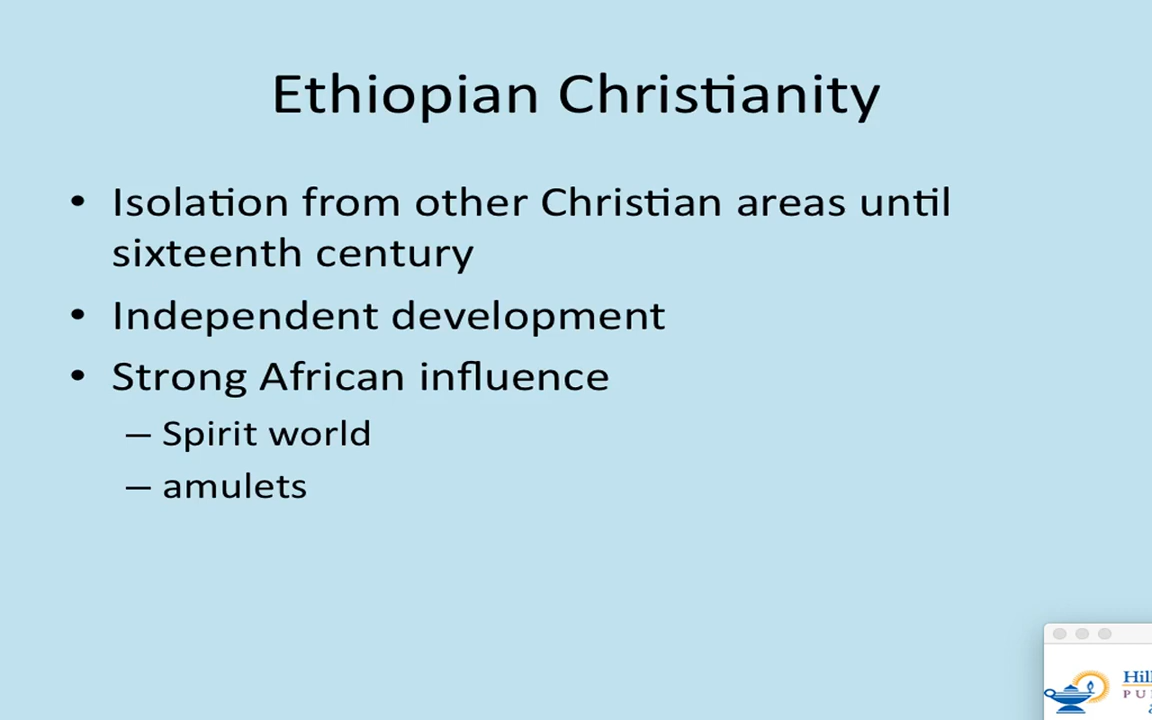 Ethiopian Christianity
• Isolation from other Christian areas until
sixteenth century
• Independent development
• Strong African influence
– Spirit world
– amulets